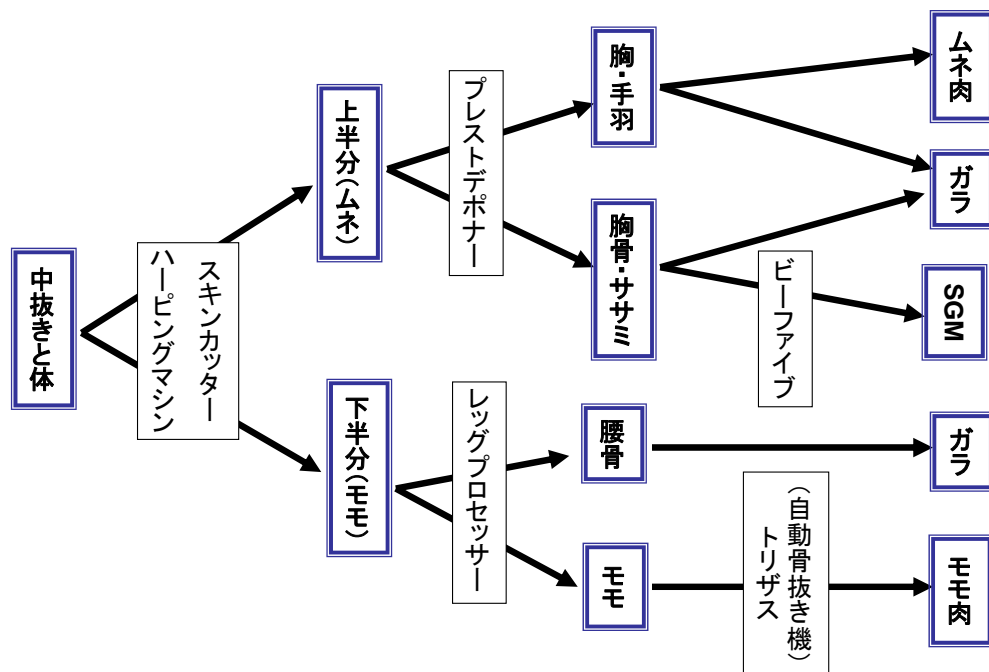 中抜きと体
スキンカッター
ハーピングマシン
上半分(ムネ)
下半分(モモ)
プレストデボナー
レッグプロセッサー
胸・手羽
胸骨・ササミ
腰骨
モモ
ビーファイブ
(自動骨抜き機)
トリザス
ムネ肉
ガラ
SGM
ガラ
モモ肉